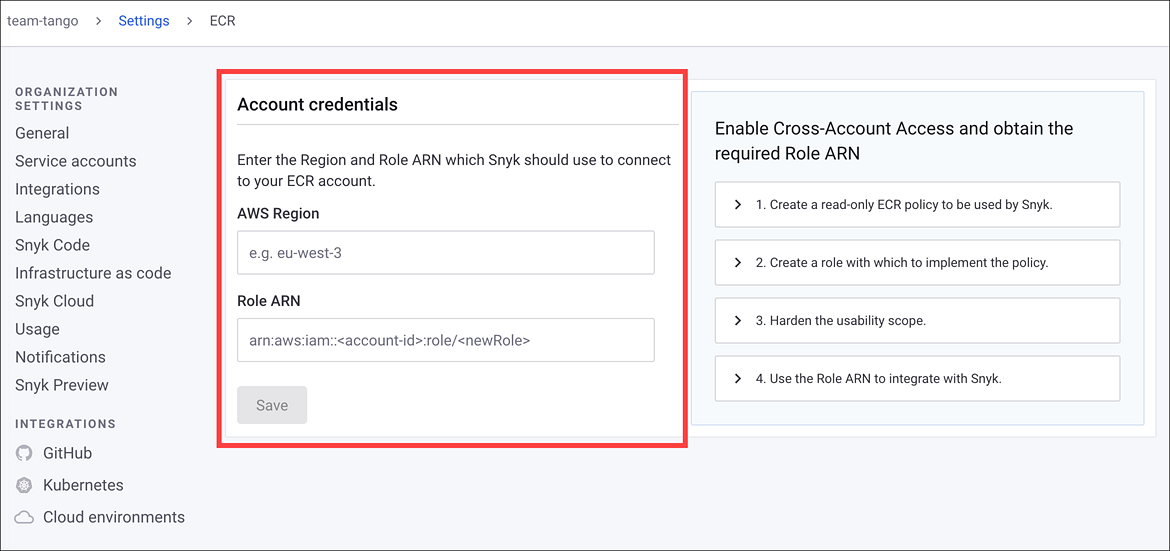 team-tango > Settings > ECR
ORGANIZATION
SETTINGS
General
Service accounts
Integrations
Languages
Snyk Code
Infrastructure as code
Snyk Cloud
Usage
Notifications
Snyk Preview
INTEGRATIONS
GitHub
Kubernetes
Cloud environments
Account credentials
Enter the Region and Role ARN which Snyk should use to connect
to your ECR account.
AWS Region
e.g. eu-west-3
Role ARN
arn:aws:iam::<account-id>:role/<newRole>
Save
Enable Cross-Account Access and obtain the
required Role ARN
1. Create a read-only ECR policy to be used by Snyk.
2. Create a role with which to implement the policy.
3. Harden the usability scope.
4. Use the Role ARN to integrate with Snyk.